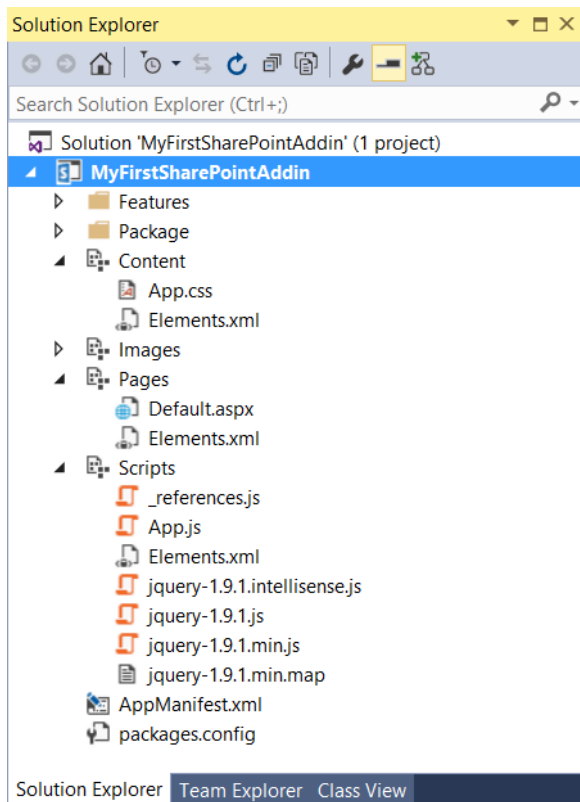 Solution Explorer
Search Solution Explorer (Ctrl+;)
Solution 'MyFirstSharePointAddin' (1 project)
MyFirstSharePointAddin
Features
Package
Content
App.css
Elements.xml
Images
Pages
Default.aspx
Elements.xml
Scripts
_references.js
App.js
Elements.xml
jquery-1.9.1.intellisense.js
jquery-1.9.1.js
jquery-1.9.1.min.js
jquery-1.9.1.min.map
AppManifest.xml
packages.config
Solution Explorer Team Explorer Class View